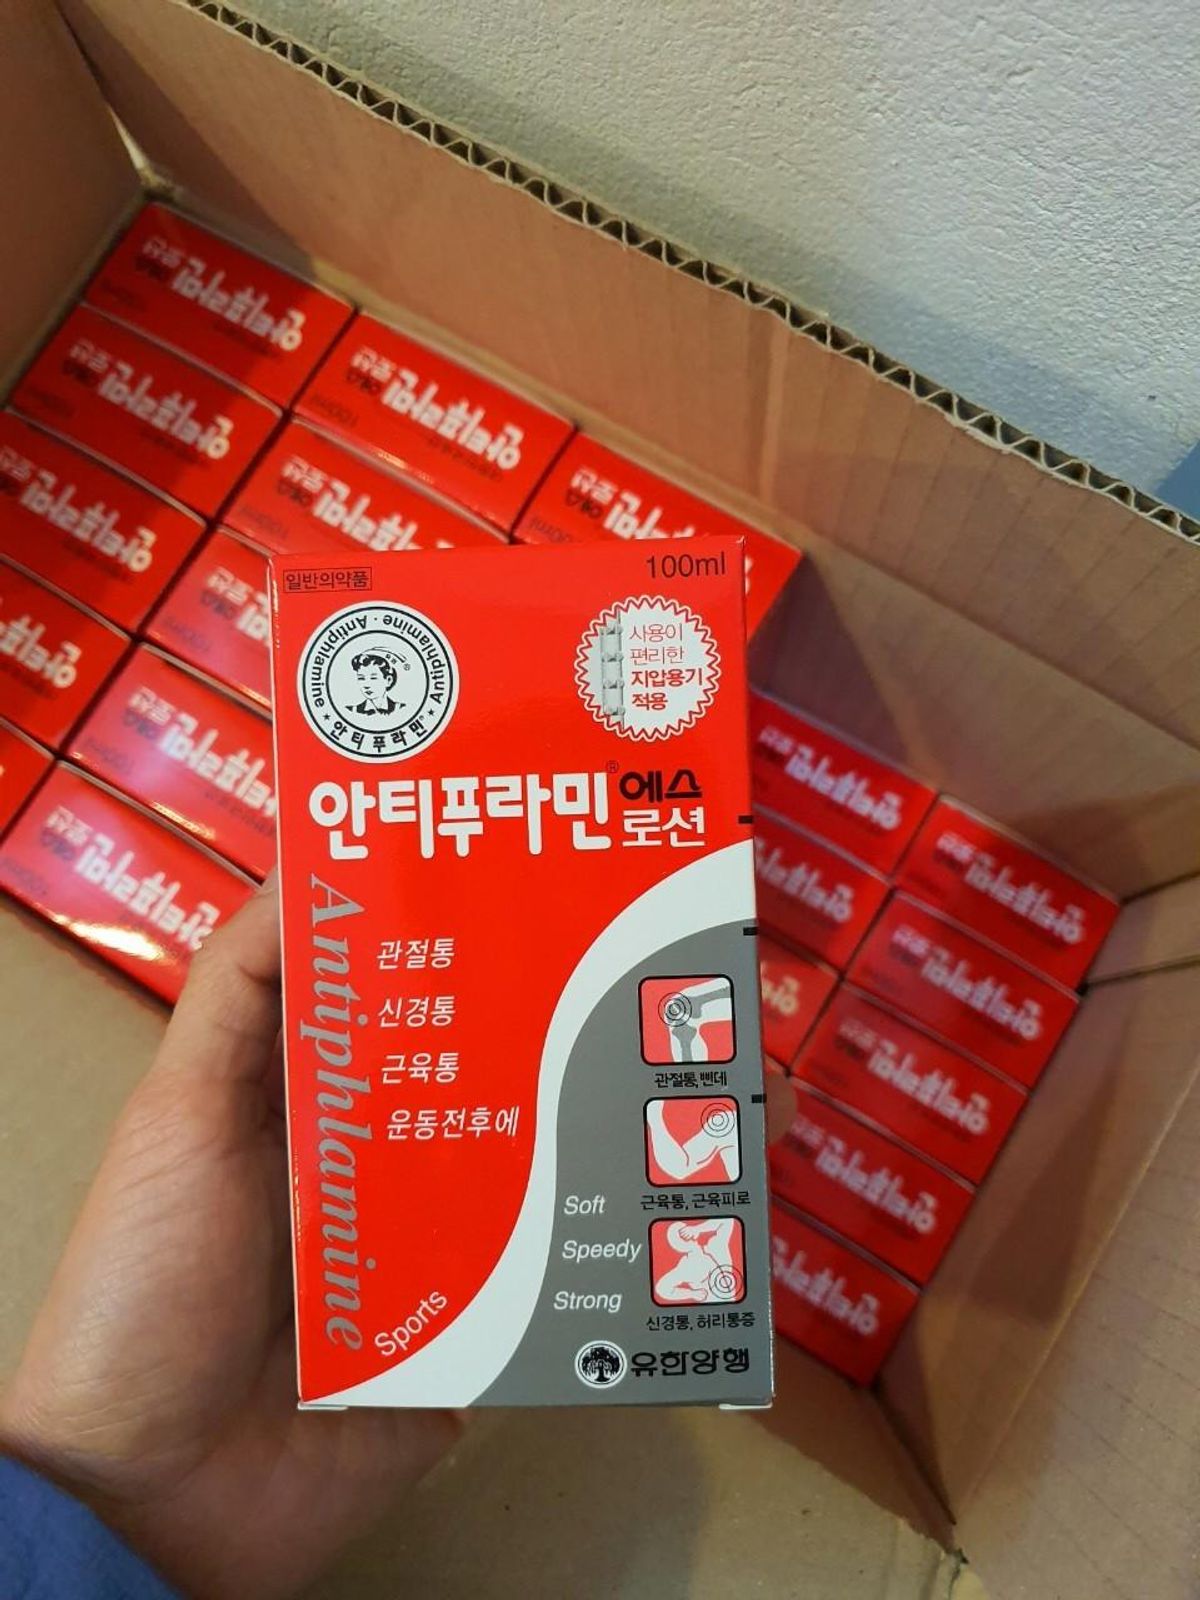 일반의약품
100ml
Antiphlamine · Antiphlamine
안티푸라민®
사용이
편리한
지압용기
적용
안티푸라민® 에스
로션
Antiphlamine
Sports
관절통
신경통
근육통
운동전후에
관절통, 삔데
근육통, 근육피로
신경통, 허리통증
Soft
Speedy
Strong
유한양행